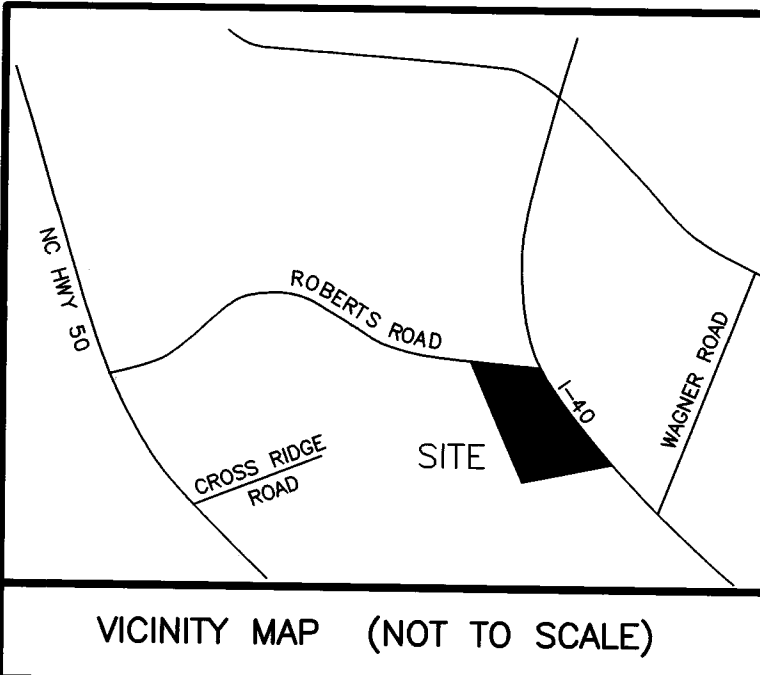 NC HWY 50
ROBERTS ROAD
I-40
WAGNER ROAD
SITE
CROSS RIDGE
ROAD
VICINITY MAP (NOT TO SCALE)